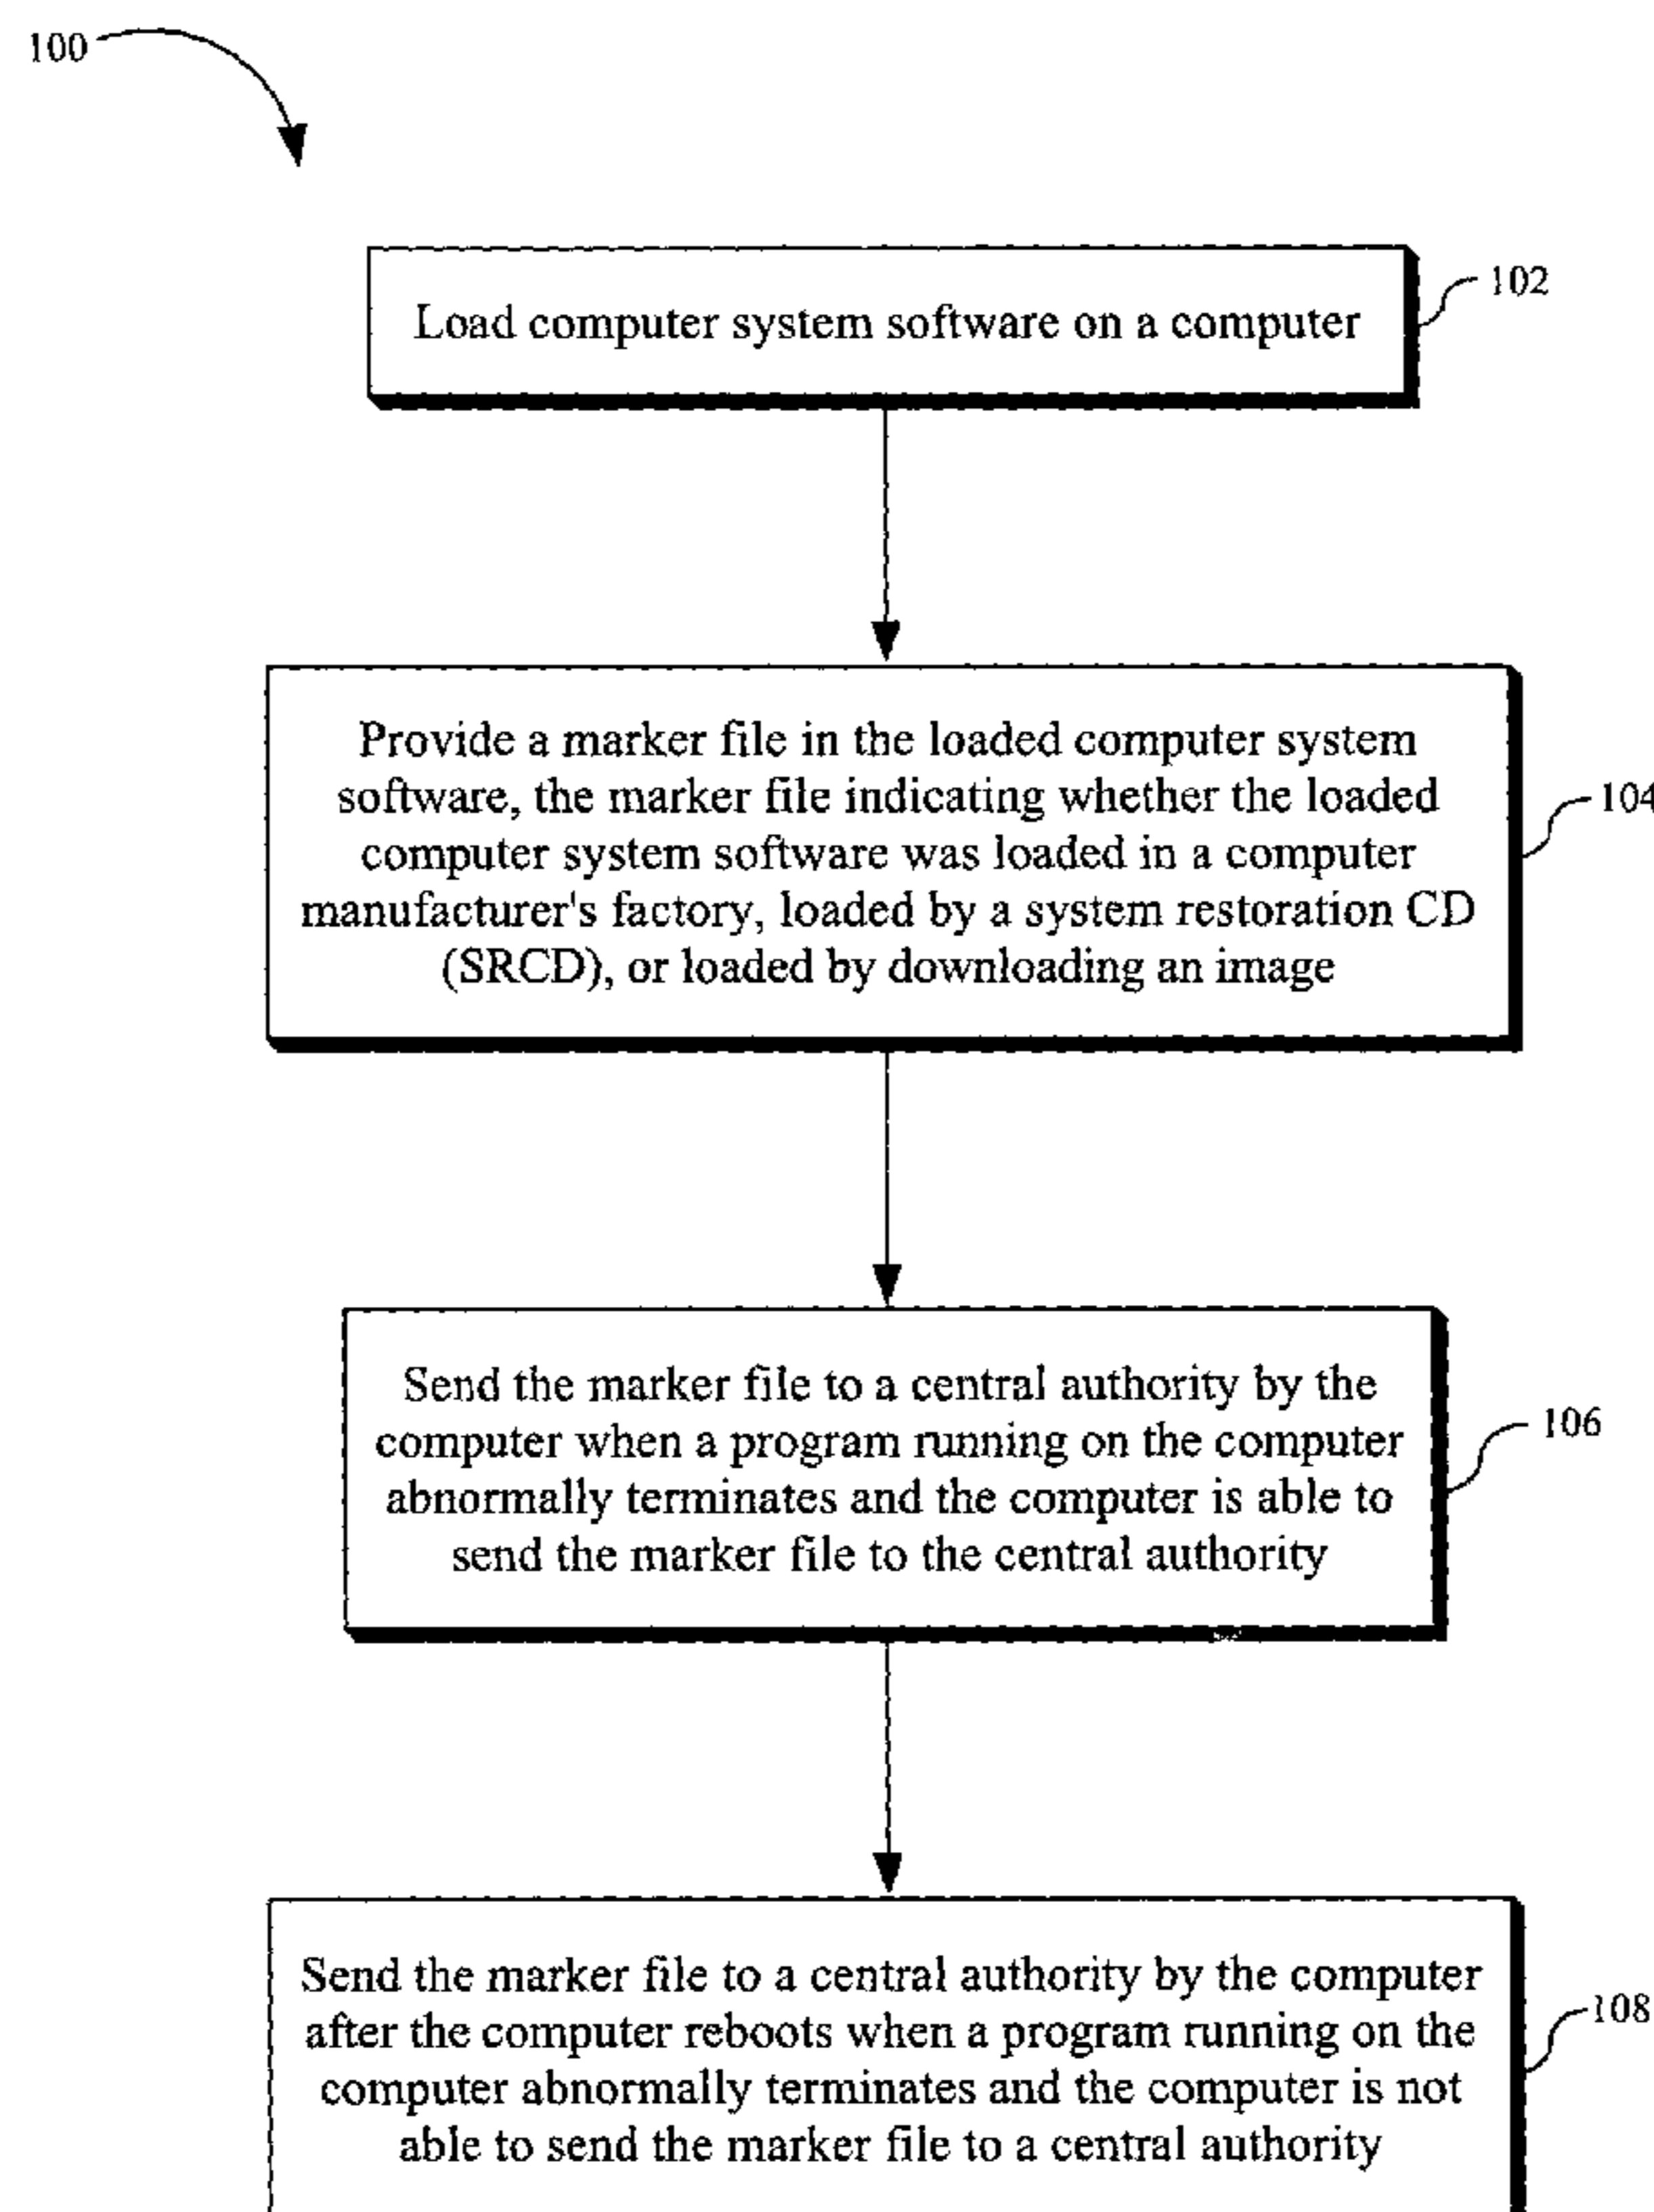 100
Load computer system software on a computer
102
Provide a marker file in the loaded computer system
software, the marker file indicating whether the loaded
computer system software was loaded in a computer
manufacturer's factory, loaded by a system restoration CD
(SRCD), or loaded by downloading an image
104
Send the marker file to a central authority by the
computer when a program running on the computer
abnormally terminates and the computer is able to
send the marker file to the central authority
106
Send the marker file to a central authority by the computer
after the computer reboots when a program running on the
computer abnormally terminates and the computer is not
able to send the marker file to a central authority
108